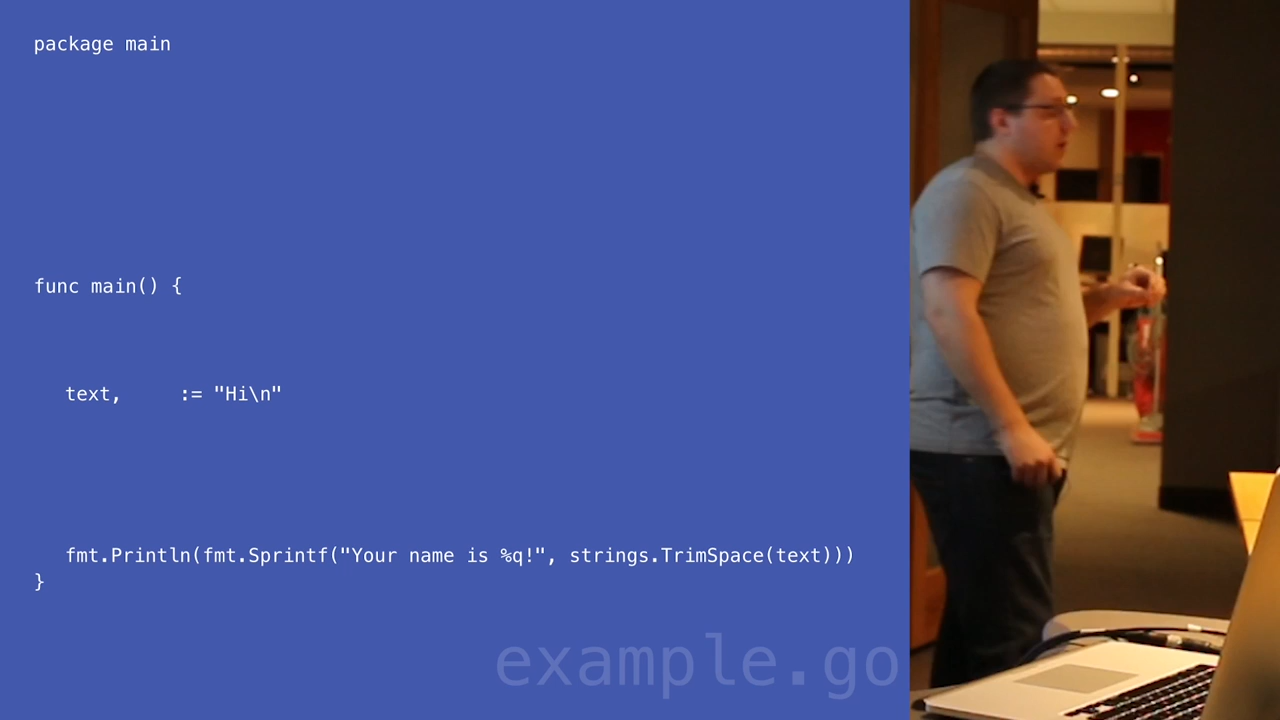 package main
func main() {
text, := "Hi\n"
fmt.Println(fmt.Sprintf("Your name is %q!", strings.TrimSpace(text)))
}
example.go